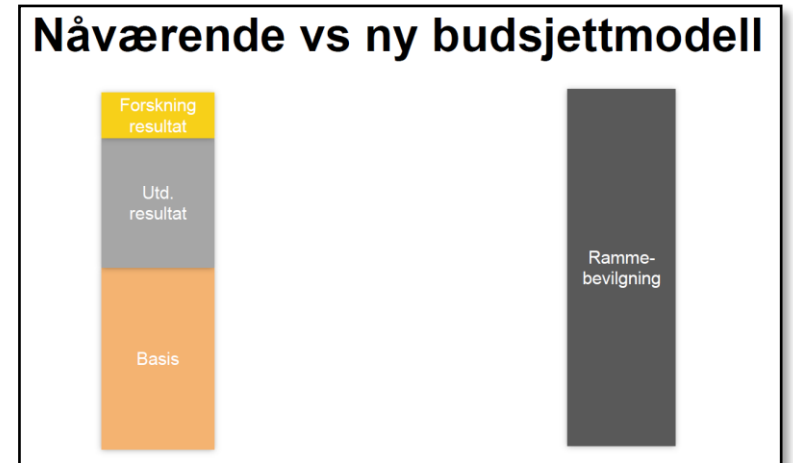 Nåværende vs ny budsjettmodell
Forskning
resultat
Utd.
resultat
Basis
Ramme-
bevilgning